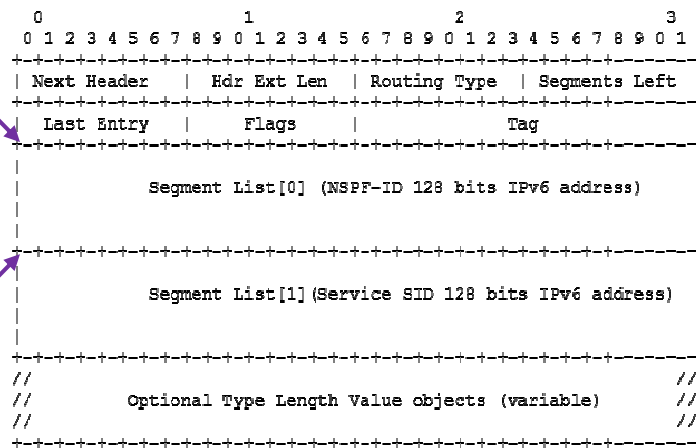 0 1 2 3
0 1 2 3 4 5 6 7 8 9 0 1 2 3 4 5 6 7 8 9 0 1 2 3 4 5 6 7 8 9 0 1
| Next Header | Hdr Ext Len | Routing Type | Segments Left
| Last Entry | Flags | Tag
Segment List[0] (NSPF-ID 128 bits IPv6 address)
Segment List[1](Service SID 128 bits IPv6 address)
// //
// Optional Type Length Value objects (variable) //
// //